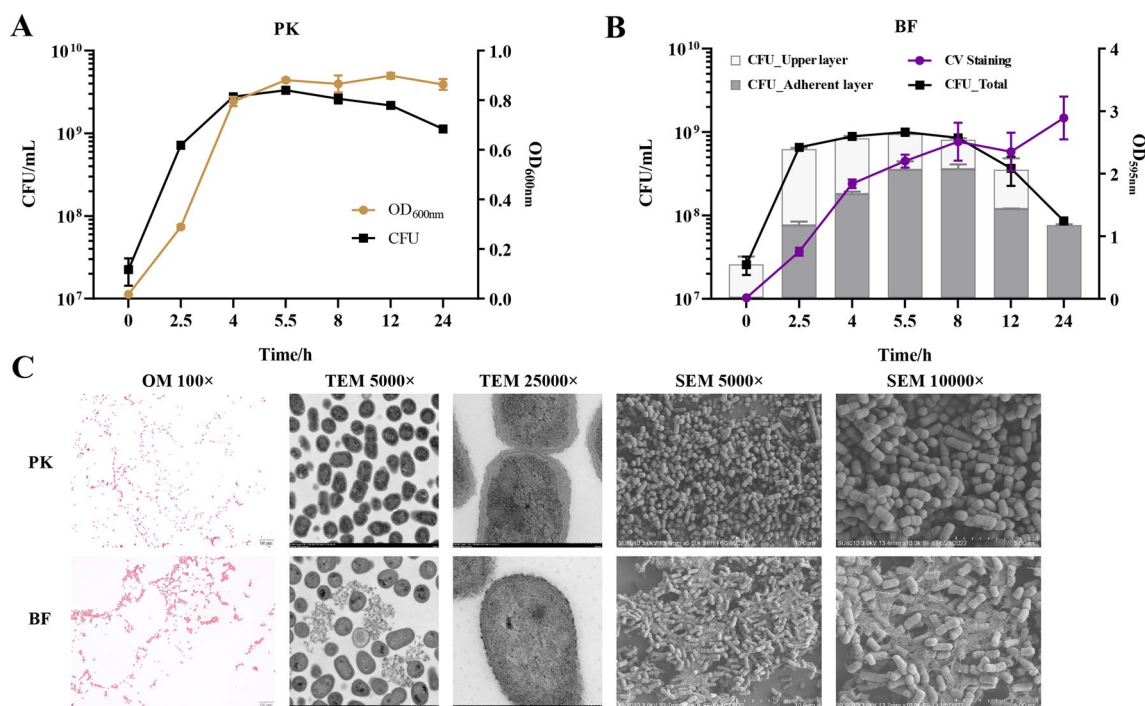 A
PK
10^10
10^9
10^8
10^7
CFU/mL
1.0
0.8
0.6
0.4
0.2
0.0
OD600nm
OD600nm
CFU
0 2.5 4 5.5 8 12 24
Time/h
B
BF
10^10
10^9
10^8
10^7
CFU/mL
CFU_Upper layer
CV Staining
CFU_Adherent layer
CFU_Total
4
3
2
1
0
OD595nm
0 2.5 4 5.5 8 12 24
Time/h
C
OM 100× TEM 5000× TEM 25000× SEM 5000× SEM 10000×
PK
BF